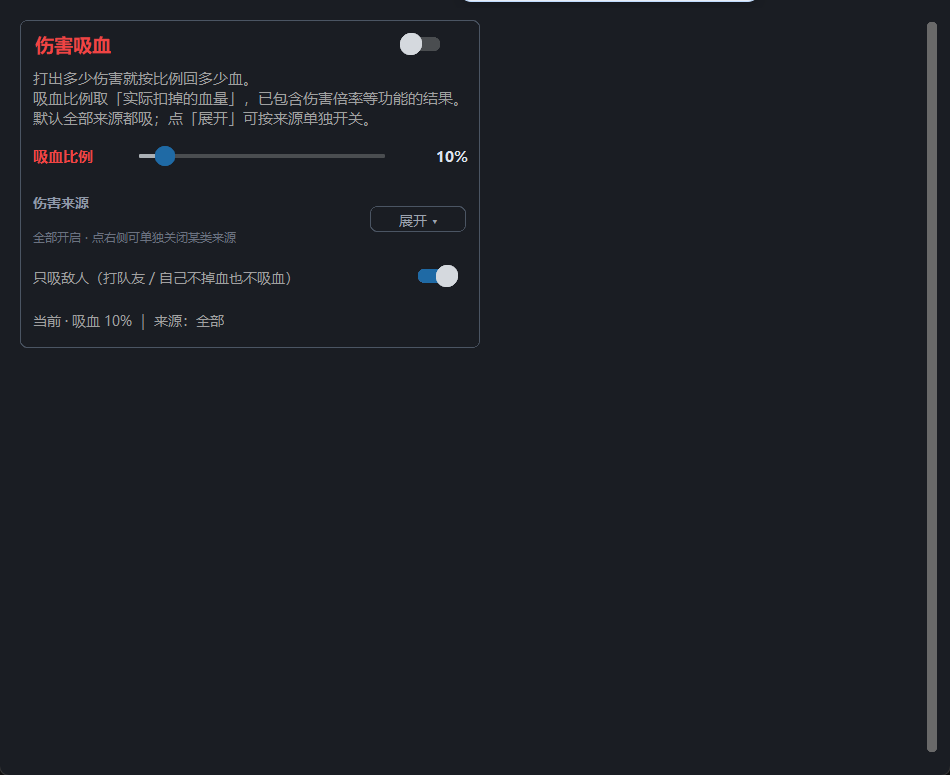 伤害吸血
打出多少伤害就按比例回多少血。
吸血比例取「实际扣掉的血量」，已包含伤害倍率等功能的结果。
默认全部来源都吸；点「展开」可按来源单独开关。
吸血比例 10%
伤害来源
展开 ▾
全部开启 · 点右侧可单独关闭某类来源
只吸敌人（打队友 / 自己不掉血也不吸血）
当前 · 吸血 10% ｜ 来源：全部